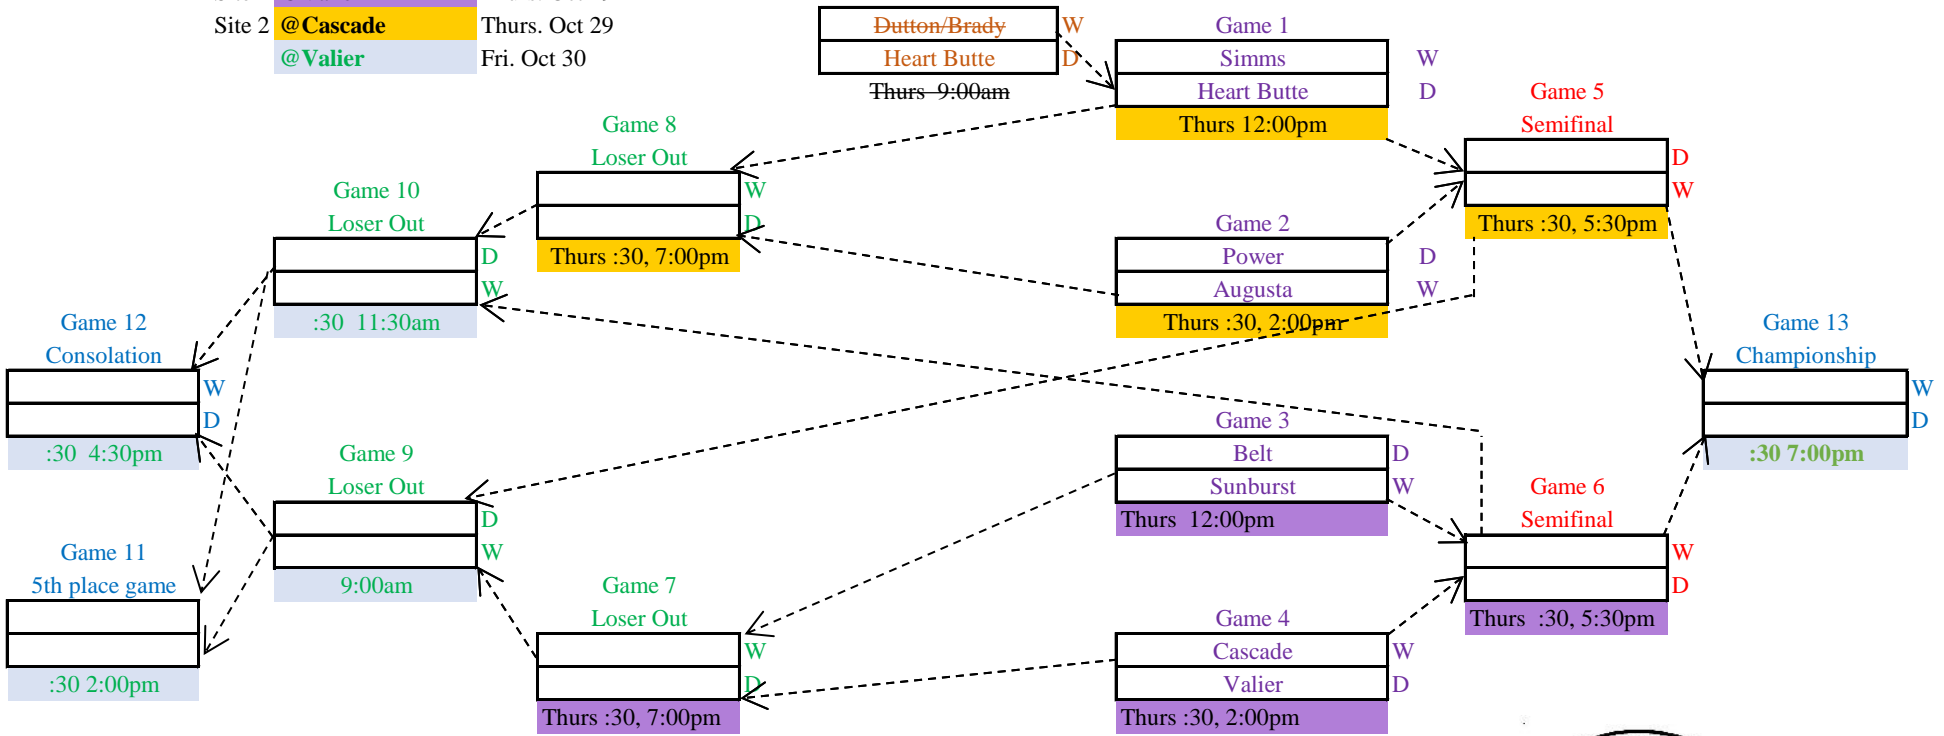 Site 2 @Cascade Thurs. Oct 29
@Valier Fri. Oct 30
Dutton/Brady W
Heart Butte D
Thurs 9:00am
Game 1
Simms W
Heart Butte D
Thurs 12:00pm
Game 5
Semifinal
D
W
Thurs :30, 5:30pm
Game 8
Loser Out
W
D
Thurs :30, 7:00pm
Game 10
Loser Out
D
W
:30 11:30am
Game 2
Power D
Augusta W
Thurs :30, 2:00pm
Game 12
Consolation
W
D
:30 4:30pm
Game 13
Championship
W
D
:30 7:00pm
Game 3
Belt D
Sunburst W
Thurs 12:00pm
Game 9
Loser Out
D
W
9:00am
Game 6
Semifinal
W
D
Thurs :30, 5:30pm
Game 11
5th place game
:30 2:00pm
Game 7
Loser Out
W
D
Thurs :30, 7:00pm
Game 4
Cascade W
Valier D
Thurs :30, 2:00pm